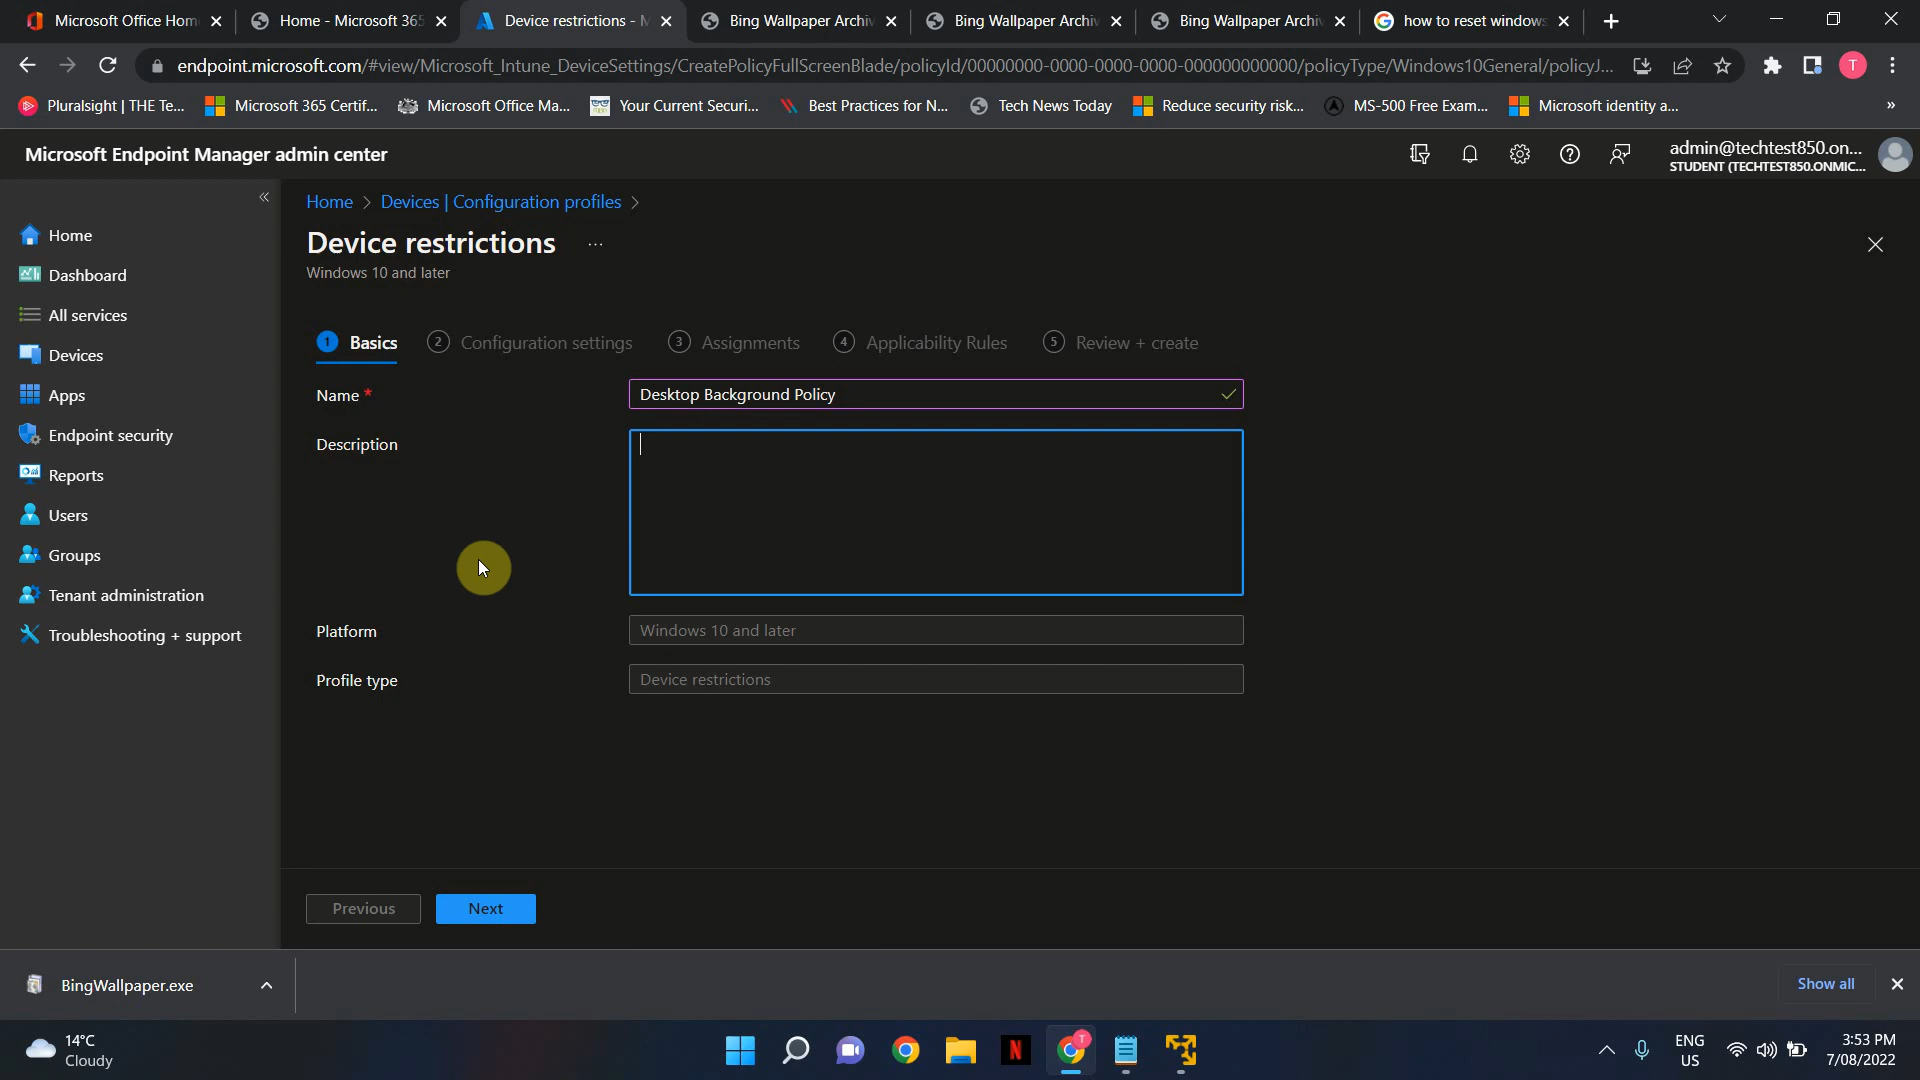 Microsoft Office Hom
Home - Microsoft 365
Device restrictions - M
Bing Wallpaper Archiv
Bing Wallpaper Archiv
Bing Wallpaper Archiv
how to reset windows
endpoint.microsoft.com/#view/Microsoft_Intune_DeviceSettings/CreatePolicyFullScreenBlade/policyId/00000000-0000-0000-0000-000000000000/policyType/Windows10General/policyJ...
T
Pluralsight | THE Te...
Microsoft 365 Certif...
Microsoft Office Ma...
Your Current Securi...
Best Practices for N...
Tech News Today
Reduce security risk...
MS-500 Free Exam...
Microsoft identity a...
»
Microsoft Endpoint Manager admin center
admin@techtest850.on...
STUDENT (TECHTEST850.ONMIC...
«
Home
Dashboard
All services
Devices
Apps
Endpoint security
Reports
Users
Groups
Tenant administration
Troubleshooting + support
Home > Devices | Configuration profiles >
Device restrictions ...
Windows 10 and later
1 Basics
2 Configuration settings
3 Assignments
4 Applicability Rules
5 Review + create
Name *
Desktop Background Policy
Description
Platform
Windows 10 and later
Profile type
Device restrictions
Previous
Next
BingWallpaper.exe
Show all
14°C
Cloudy
N
T
ENG
US
3:53 PM
7/08/2022